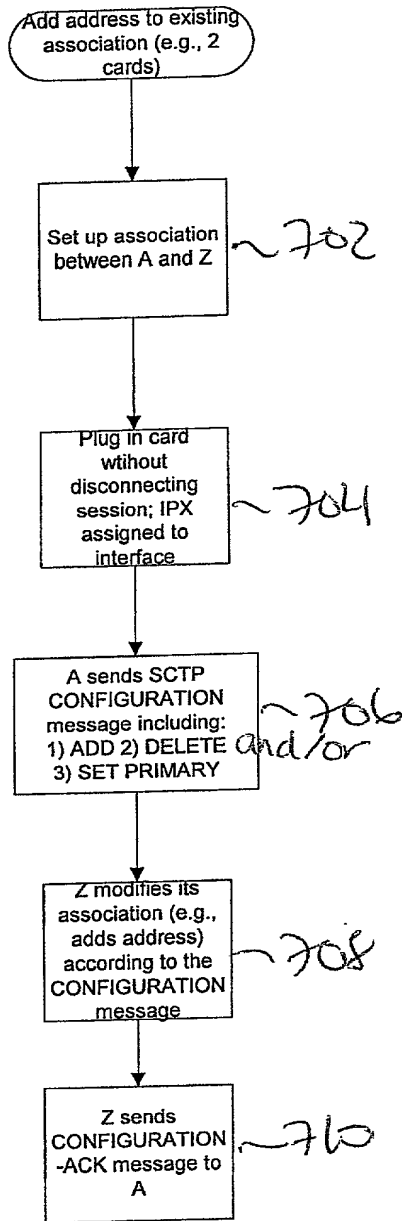 Add address to existing
association (e.g., 2
cards)
Set up association
between A and Z
~702
Plug in card
wtihout
disconnecting
session; IPX
assigned to
interface
~704
A sends SCTP
CONFIGURATION
message including:
1) ADD 2) DELETE and/or
3) SET PRIMARY
~706
Z modifies its
association (e.g.,
adds address)
according to the
CONFIGURATION
message
~708
Z sends
CONFIGURATION
-ACK message to
A
~710